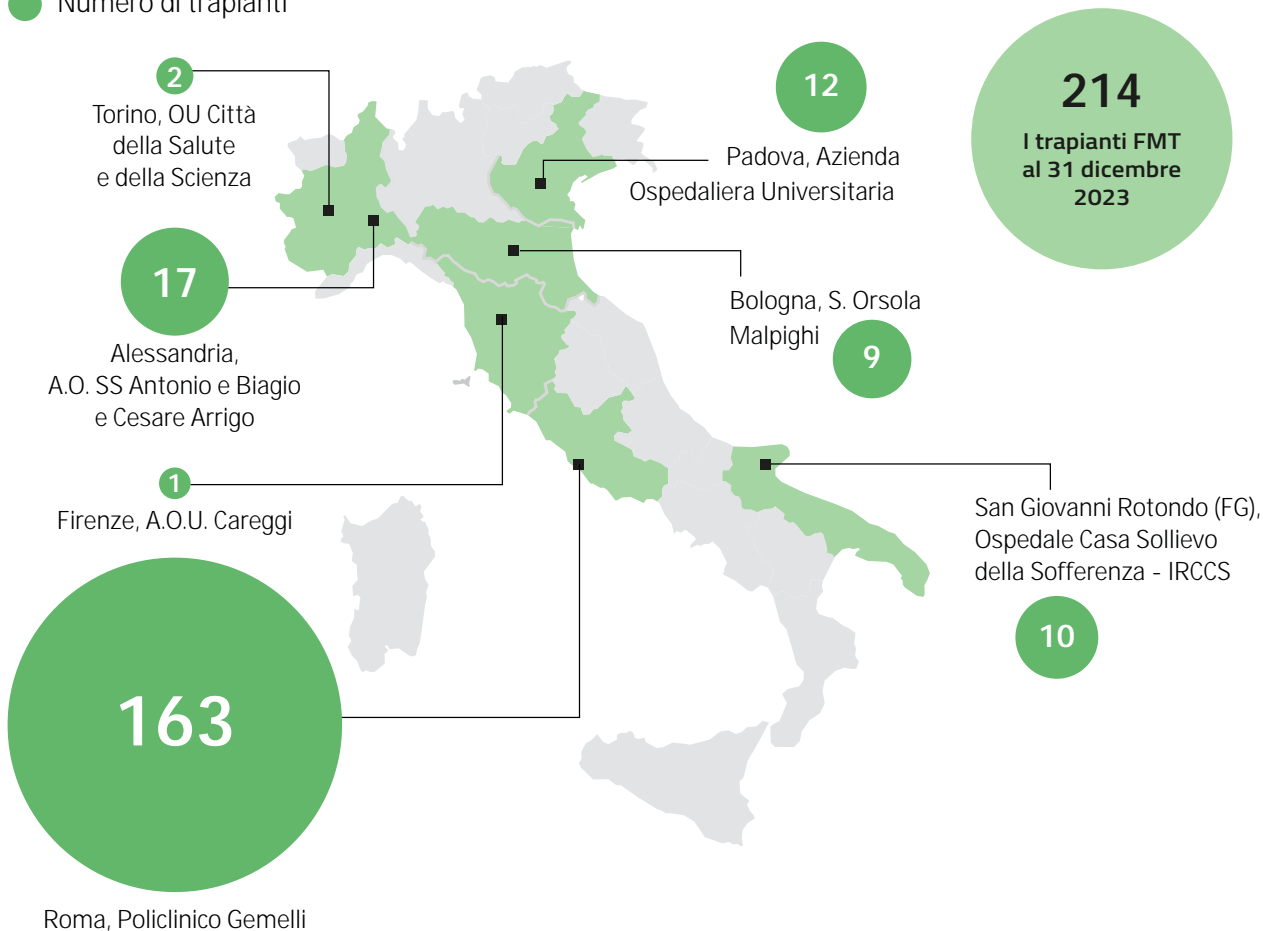 Numero di trapianti
2
Torino, OU Città
della Salute
e della Scienza
12
Padova, Azienda
Ospedaliera Universitaria
214
I trapianti FMT
al 31 dicembre
2023
17
Alessandria,
A.O. SS Antonio e Biagio
e Cesare Arrigo
Bologna, S. Orsola
Malpighi
9
1
Firenze, A.O.U. Careggi
San Giovanni Rotondo (FG),
Ospedale Casa Sollievo
della Sofferenza - IRCCS
10
163
Roma, Policlinico Gemelli